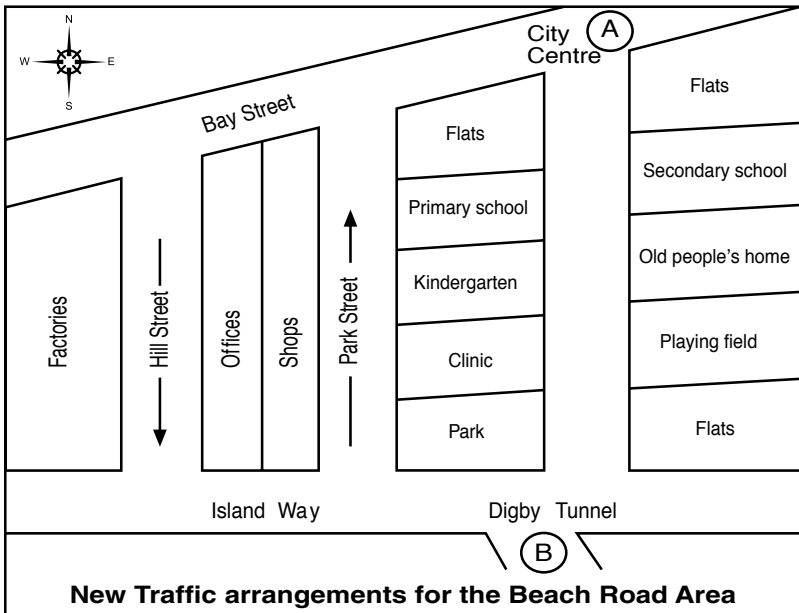 N
W E
S
City
Centre
A
Bay Street
Flats
Flats
Secondary school
Primary school
Old people's home
Kindergarten
Factories
Hill Street
Offices
Shops
Park Street
Playing field
Clinic
Park
Flats
Island Way
Digby Tunnel
B
New Traffic arrangements for the Beach Road Area